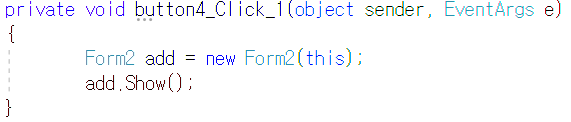 private void button4_Click_1(object sender, EventArgs e)
{
Form2 add = new Form2(this);
add.Show();
}